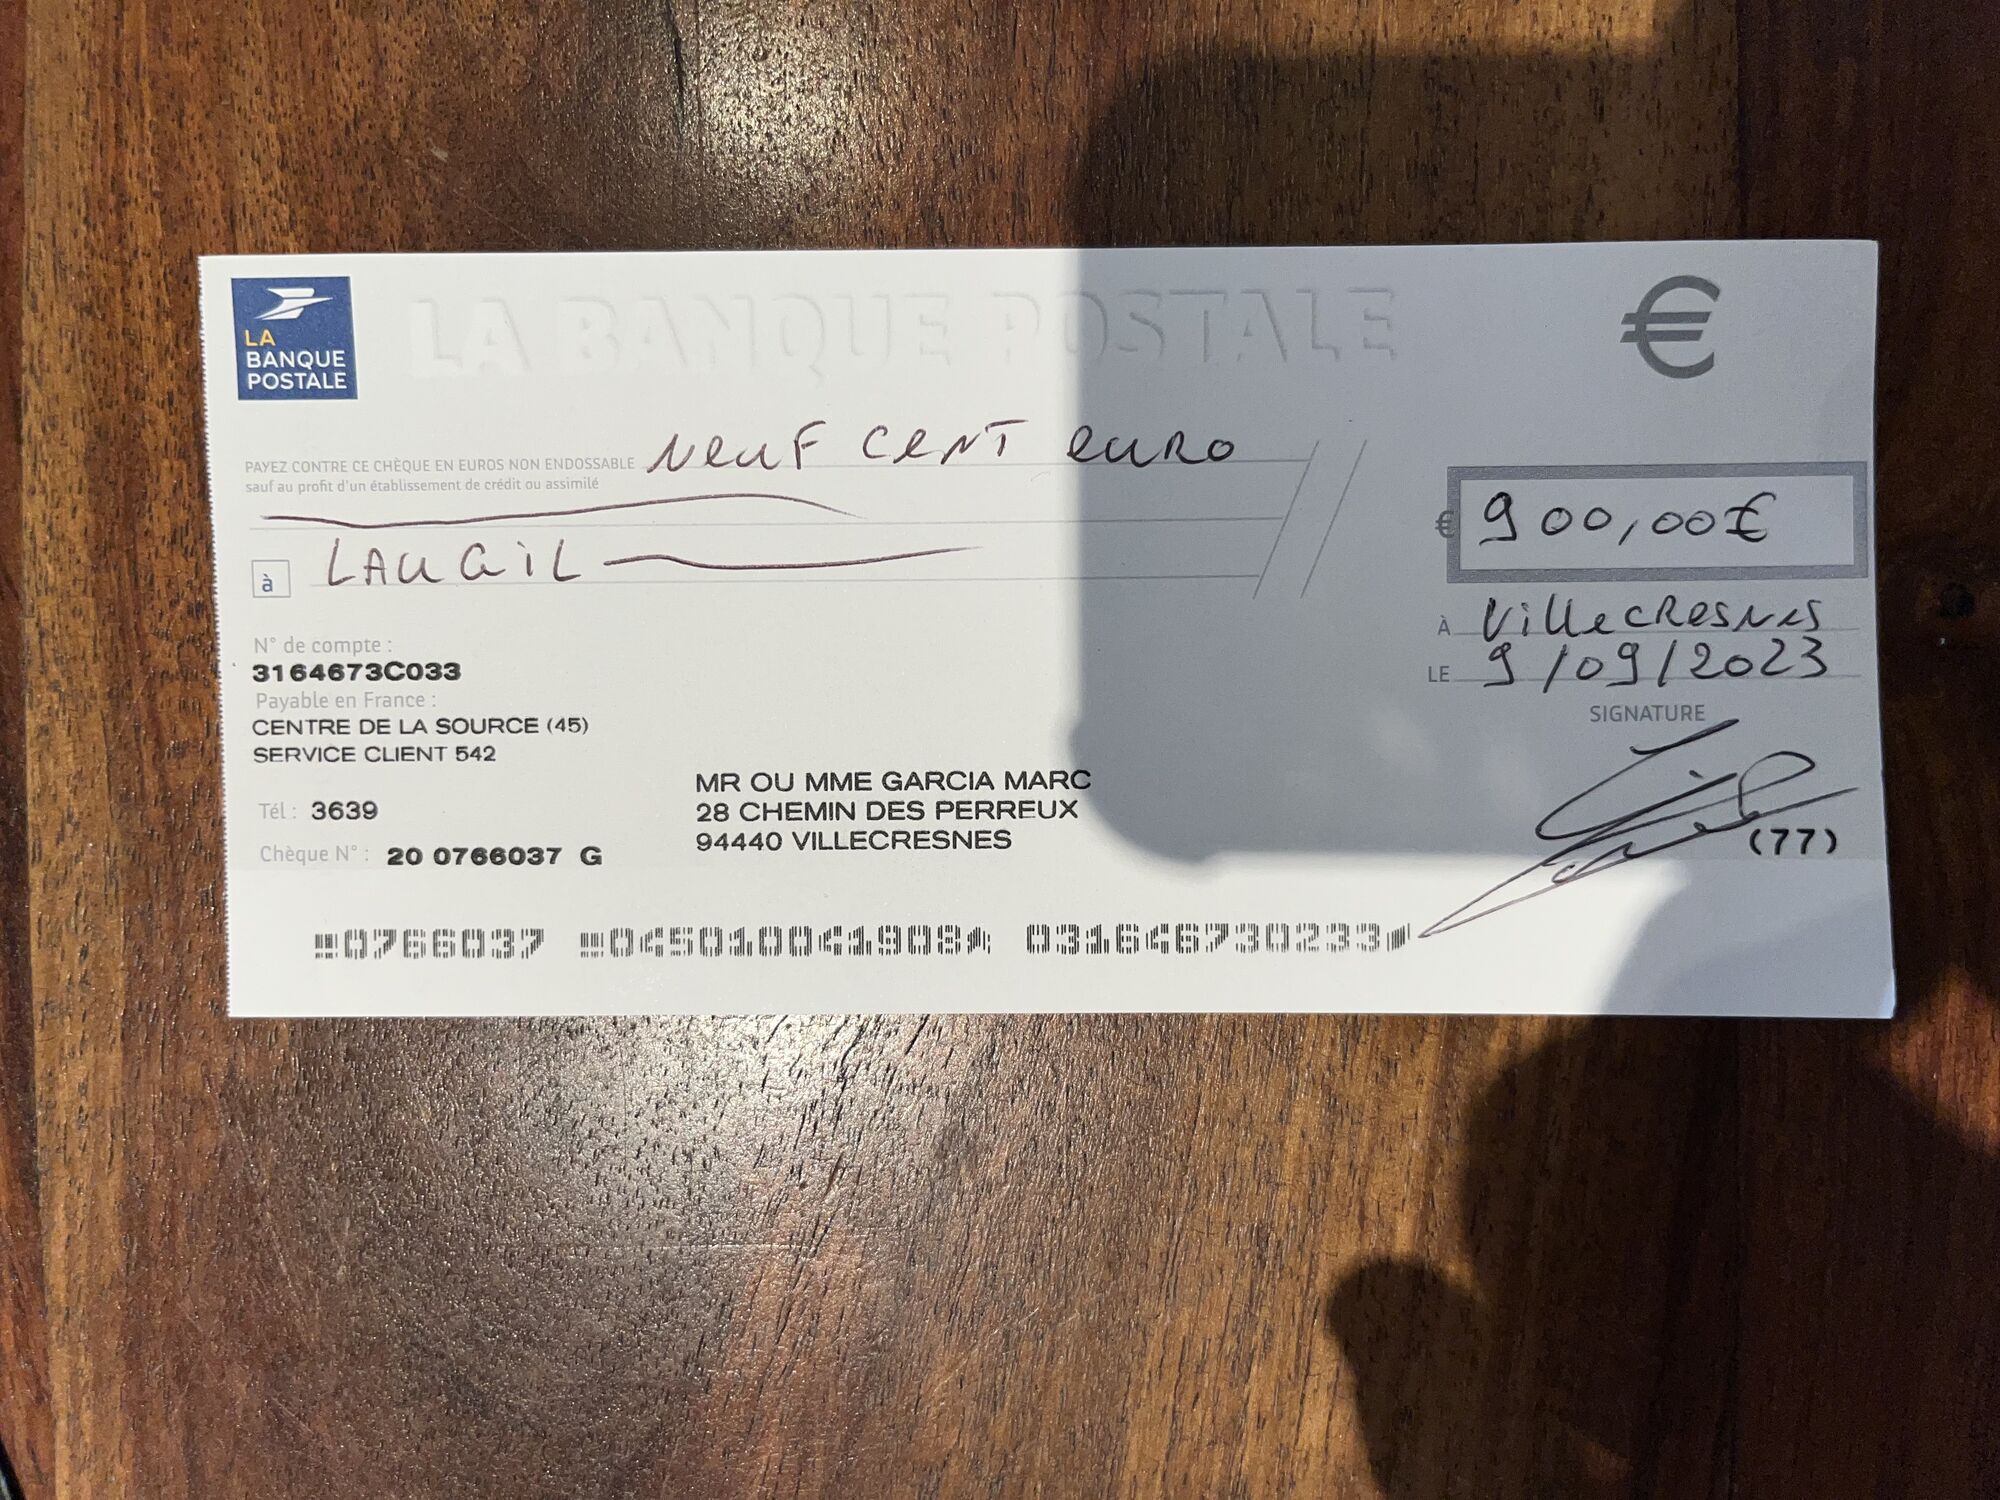 LA
BANQUE
POSTALE
LA BANQUE POSTALE
€
PAYEZ CONTRE CE CHÈQUE EN EUROS NON ENDOSSABLE NeuF CENT euRo
sauf au profit d'un établissement de crédit ou assimilé
€ 900,00€
à LAUGiL
À VilleCResNes
LE 9/09/2023
SIGNATURE
N° de compte :
3164673C033
Payable en France :
CENTRE DE LA SOURCE (45)
SERVICE CLIENT 542
MR OU MME GARCIA MARC
28 CHEMIN DES PERREUX
94440 VILLECRESNES
Tél : 3639
(77)
Chèque N° : 20 0766037 G
0766037 045010041908 031646730233